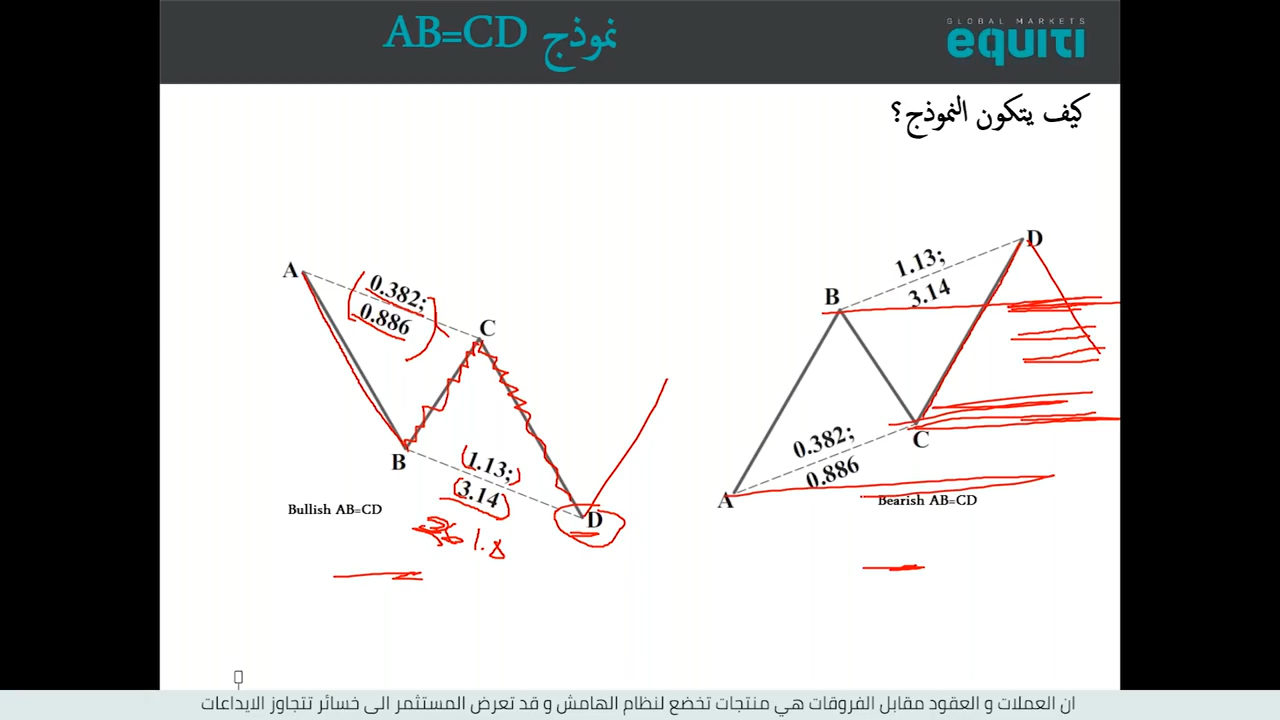 نموذج AB=CD
GLOBAL MARKETS
equiti
كيف يتكون النموذج؟
A
0.382;
0.886
C
B
1.13;
3.14
D
Bullish AB=CD
D
1.13;
3.14
B
0.382;
0.886
C
A
Bearish AB=CD
ان العملات و العقود مقابل الفروقات هي منتجات تخضع لنظام الهامش و قد تعرض المستثمر الى خسائر تتجاوز الايداعات